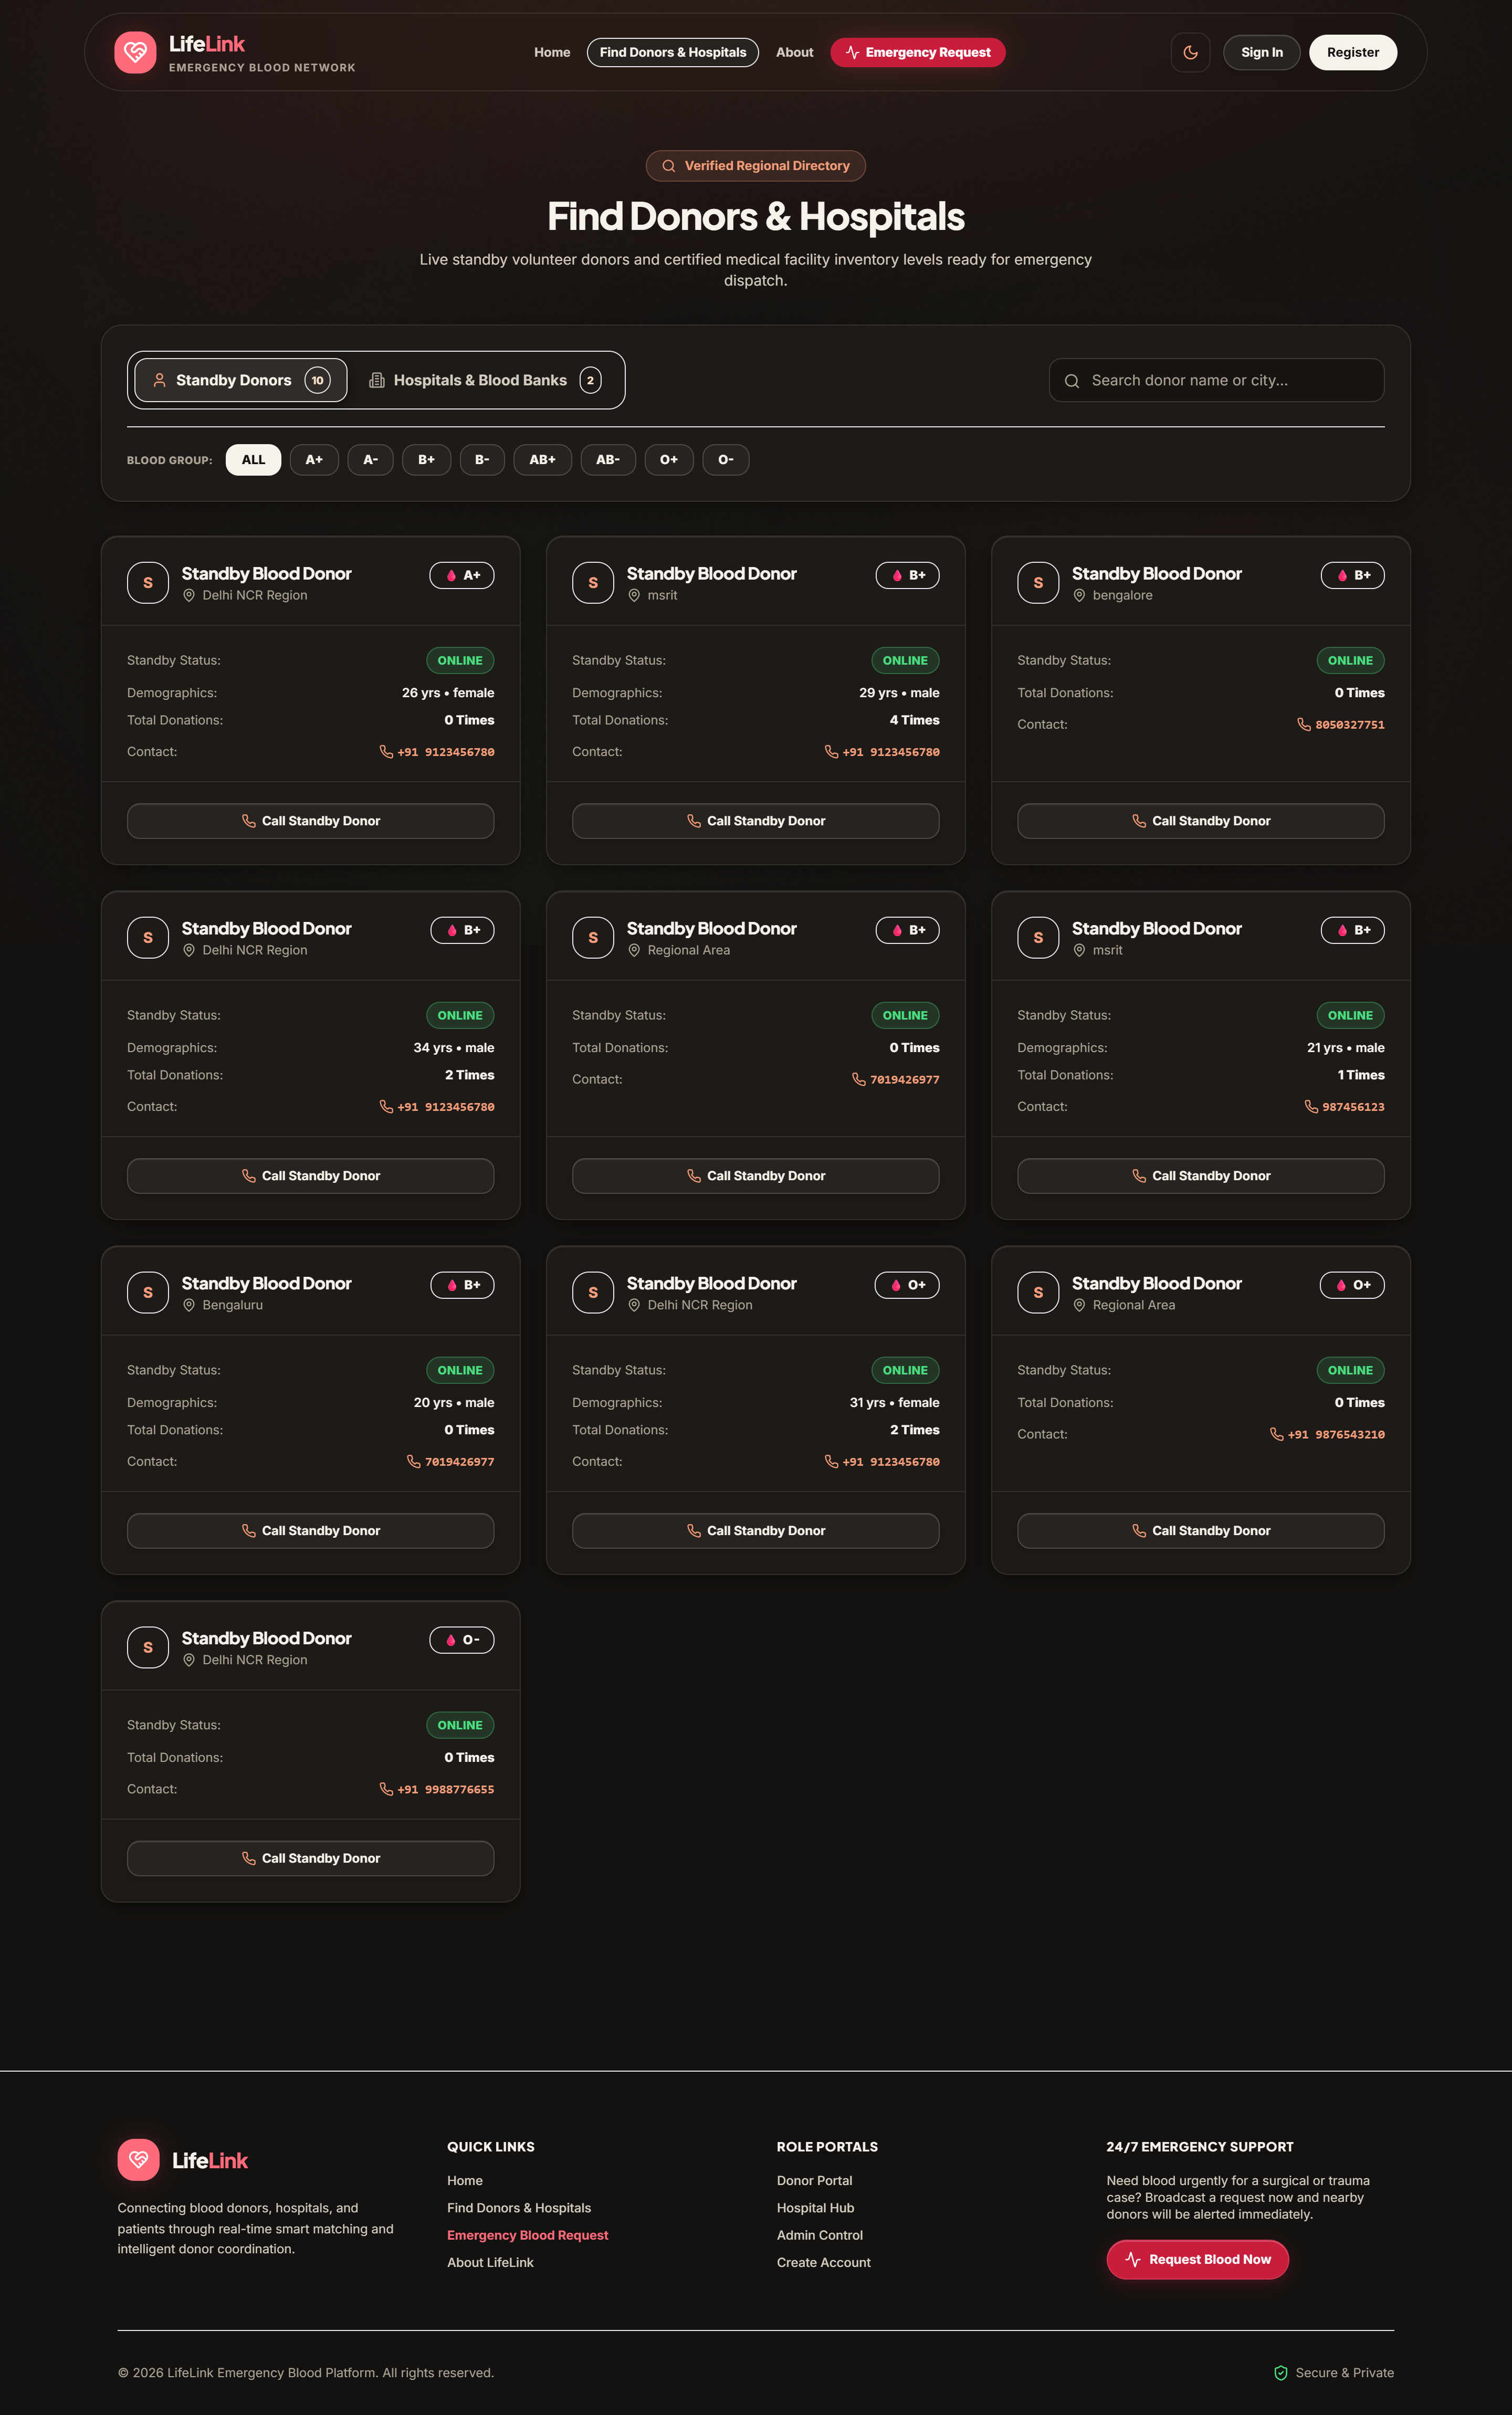 LifeLink
EMERGENCY BLOOD NETWORK
Home
Find Donors & Hospitals
About
Emergency Request
Sign In
Register
Verified Regional Directory
Find Donors & Hospitals
Live standby volunteer donors and certified medical facility inventory levels ready for emergency
dispatch.
Standby Donors 10
Hospitals & Blood Banks 2
Search donor name or city...
BLOOD GROUP: ALL A+ A- B+ B- AB+ AB- O+ O-
S
Standby Blood Donor
A+
Delhi NCR Region
Standby Status: ONLINE
Demographics: 26 yrs • female
Total Donations: 0 Times
Contact: +91 9123456780
Call Standby Donor
S
Standby Blood Donor
B+
msrit
Standby Status: ONLINE
Demographics: 29 yrs • male
Total Donations: 4 Times
Contact: +91 9123456780
Call Standby Donor
S
Standby Blood Donor
B+
bengalore
Standby Status: ONLINE
Total Donations: 0 Times
Contact: 8050327751
Call Standby Donor
S
Standby Blood Donor
B+
Delhi NCR Region
Standby Status: ONLINE
Demographics: 34 yrs • male
Total Donations: 2 Times
Contact: +91 9123456780
Call Standby Donor
S
Standby Blood Donor
B+
Regional Area
Standby Status: ONLINE
Total Donations: 0 Times
Contact: 7019426977
Call Standby Donor
S
Standby Blood Donor
B+
msrit
Standby Status: ONLINE
Demographics: 21 yrs • male
Total Donations: 1 Times
Contact: 987456123
Call Standby Donor
S
Standby Blood Donor
B+
Bengaluru
Standby Status: ONLINE
Demographics: 20 yrs • male
Total Donations: 0 Times
Contact: 7019426977
Call Standby Donor
S
Standby Blood Donor
O+
Delhi NCR Region
Standby Status: ONLINE
Demographics: 31 yrs • female
Total Donations: 2 Times
Contact: +91 9123456780
Call Standby Donor
S
Standby Blood Donor
O+
Regional Area
Standby Status: ONLINE
Total Donations: 0 Times
Contact: +91 9876543210
Call Standby Donor
S
Standby Blood Donor
O-
Delhi NCR Region
Standby Status: ONLINE
Total Donations: 0 Times
Contact: +91 9988776655
Call Standby Donor
LifeLink
Connecting blood donors, hospitals, and
patients through real-time smart matching and
intelligent donor coordination.
QUICK LINKS
Home
Find Donors & Hospitals
Emergency Blood Request
About LifeLink
ROLE PORTALS
Donor Portal
Hospital Hub
Admin Control
Create Account
24/7 EMERGENCY SUPPORT
Need blood urgently for a surgical or trauma
case? Broadcast a request now and nearby
donors will be alerted immediately.
Request Blood Now
© 2026 LifeLink Emergency Blood Platform. All rights reserved.
Secure & Private